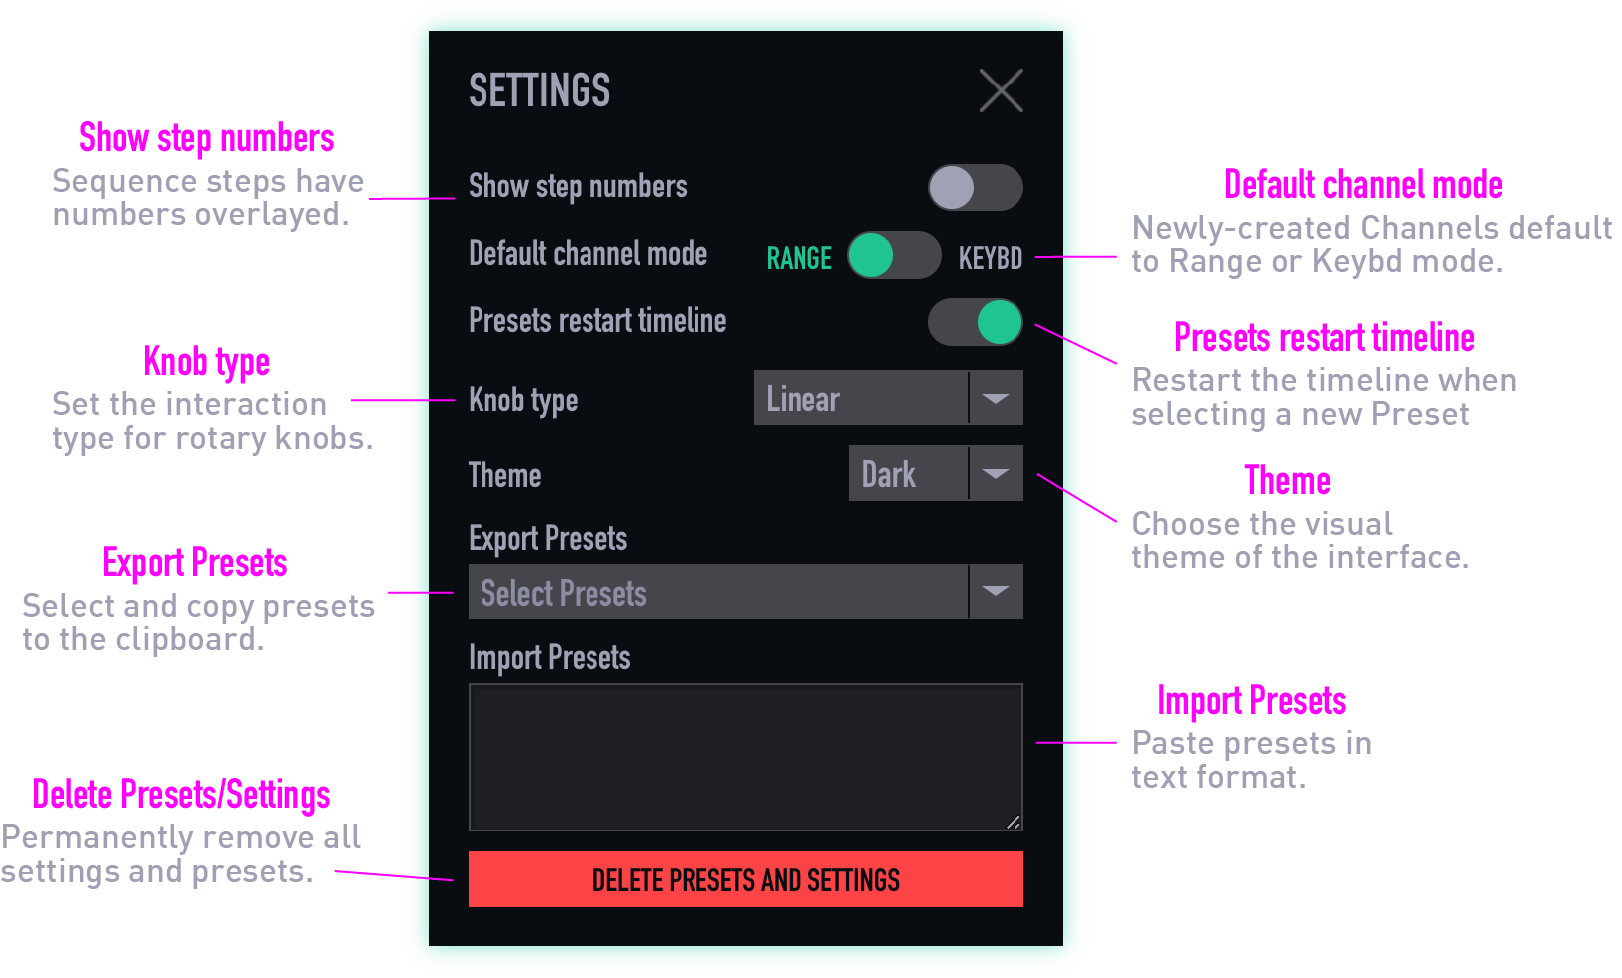 SETTINGS
Show step numbers
Sequence steps have
numbers overlayed.
Show step numbers
Default channel mode
Newly-created Channels default
to Range or Keybd mode.
Default channel mode
RANGE
KEYBD
Presets restart timeline
Presets restart timeline
Restart the timeline when
selecting a new Preset
Knob type
Set the interaction
type for rotary knobs.
Knob type
Linear
Theme
Dark
Theme
Choose the visual
theme of the interface.
Export Presets
Select and copy presets
to the clipboard.
Export Presets
Select Presets
Import Presets
Import Presets
Paste presets in
text format.
Delete Presets/Settings
Permanently remove all
settings and presets.
DELETE PRESETS AND SETTINGS